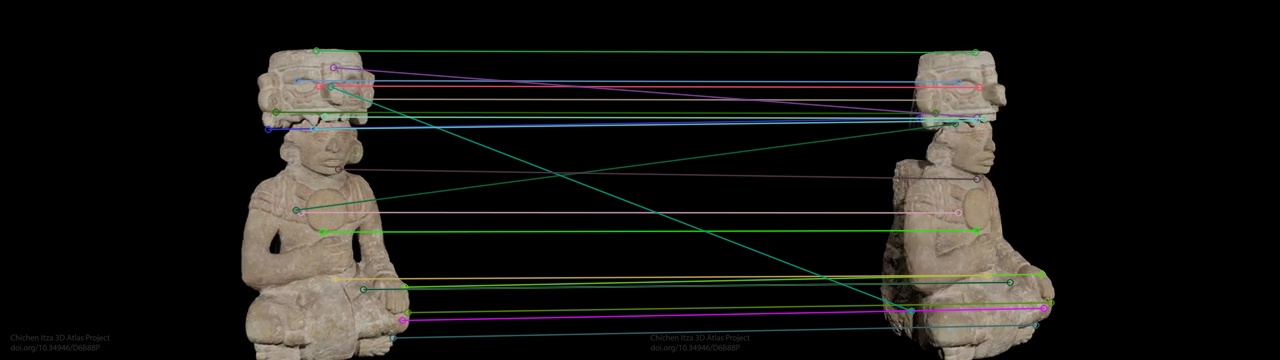 Chichen Itza 3D Atlas Project
doi.org/10.34946/D6B88P
Chichen Itza 3D Atlas Project
doi.org/10.34946/D6B88P